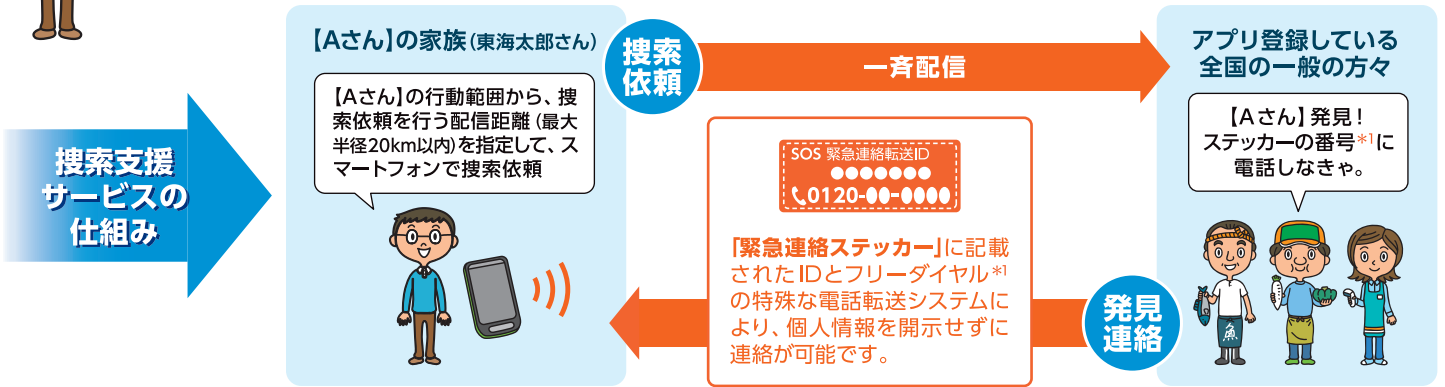 捜索支援
サービスの
仕組み
【Aさん】の家族（東海太郎さん）
【Aさん】の行動範囲から、捜
索依頼を行う配信距離（最大
半径20km以内）を指定して、ス
マートフォンで捜索依頼
捜索
依頼
一斉配信
アプリ登録している
全国の一般の方々
【Aさん】発見！
ステッカーの番号＊1に
電話しなきゃ。
魚
発見
連絡
SOS 緊急連絡転送ID
●●●●●●●
0120-00-0000
「緊急連絡ステッカー」に記載
されたIDとフリーダイヤル＊1
の特殊な電話転送システムに
より、個人情報を開示せずに
連絡が可能です。